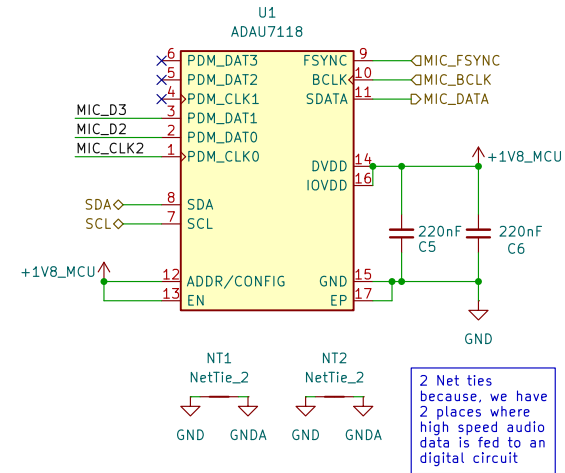 U1
ADAU7118
6 PDM_DAT3 FSYNC 9 MIC_FSYNC
5 PDM_DAT2 BCLK 10 MIC_BCLK
4 PDM_CLK1 SDATA 11 MIC_DATA
MIC_D3 3 PDM_DAT1
MIC_D2 2 PDM_DAT0
MIC_CLK2 1 PDM_CLK0
DVDD 14 +1V8_MCU
IOVDD 16
SDA 8 SDA
SCL 7 SCL
220nF
C5
220nF
C6
+1V8_MCU
12 ADDR/CONFIG GND 15
13 EN EP 17
GND
NT1
NetTie_2
NT2
NetTie_2
GND GNDA GND GNDA
2 Net ties
because, we have
2 places where
high speed audio
data is fed to an
digital circuit